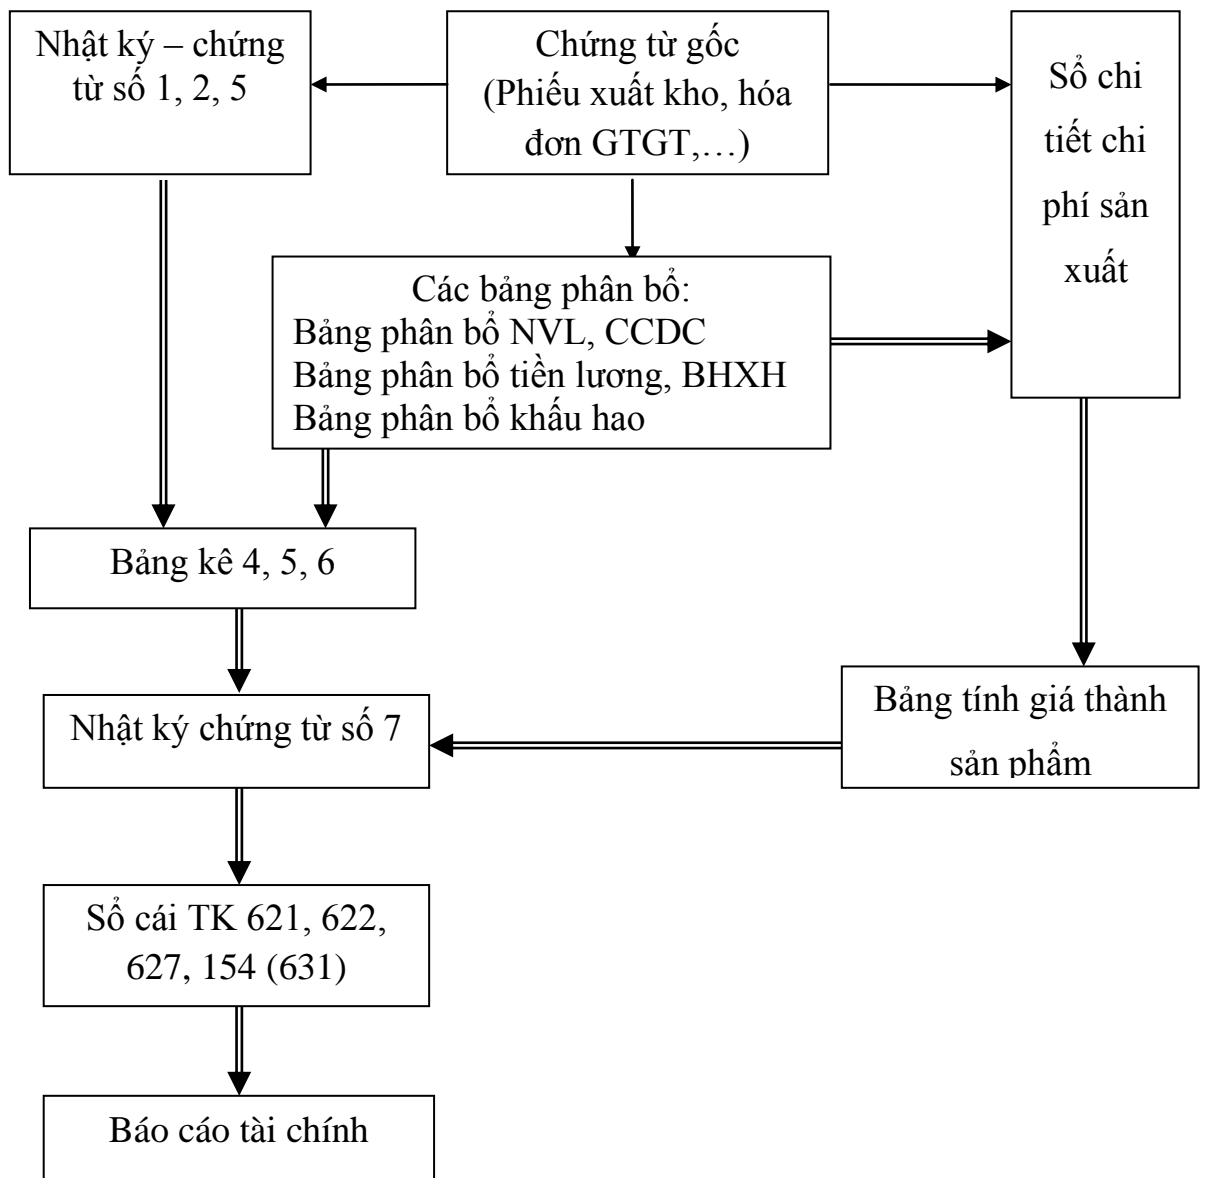 Nhật ký – chứng
từ số 1, 2, 5
Chứng từ gốc
(Phiếu xuất kho, hóa
đơn GTGT,…)
Sổ chi
tiết chi
phí sản
xuất
Các bảng phân bổ:
Bảng phân bổ NVL, CCDC
Bảng phân bổ tiền lương, BHXH
Bảng phân bổ khấu hao
Bảng kê 4, 5, 6
Nhật ký chứng từ số 7
Bảng tính giá thành
sản phẩm
Sổ cái TK 621, 622,
627, 154 (631)
Báo cáo tài chính